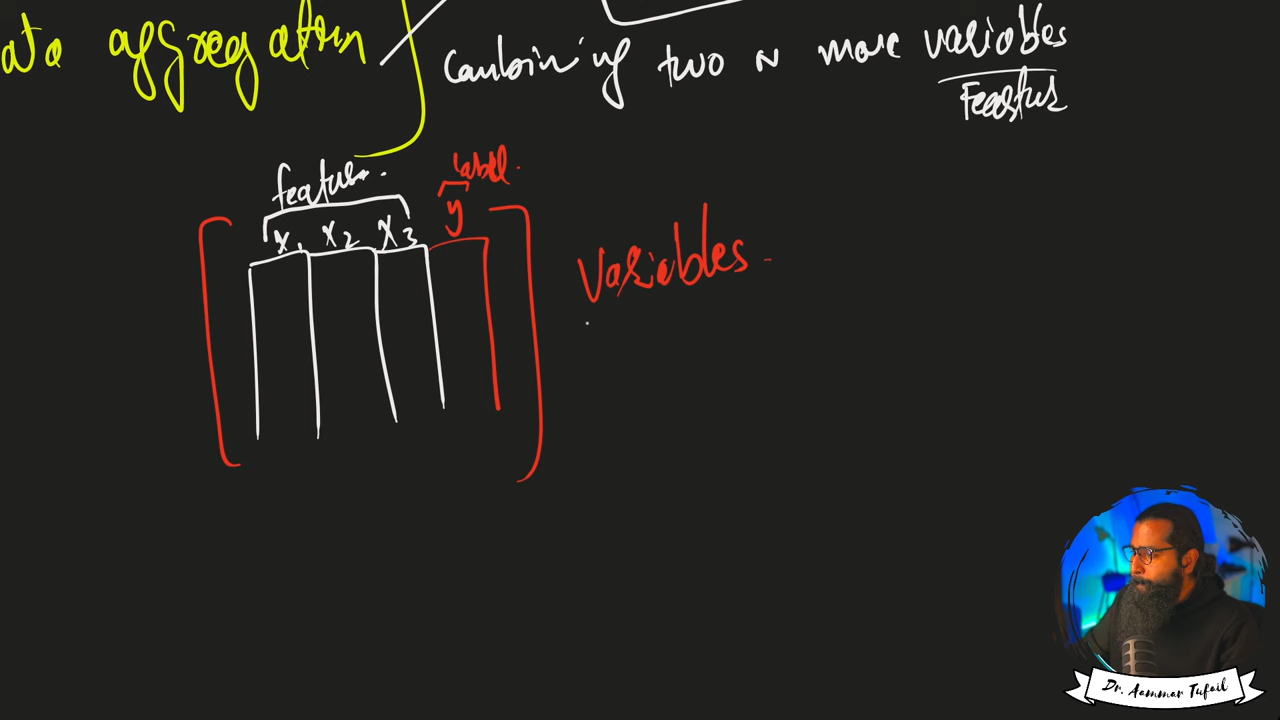 ata aggregation
Combining two or more variables
Features
features.
label.
x1 x2 x3 y
Variables.
Dr. Aammar Tufail